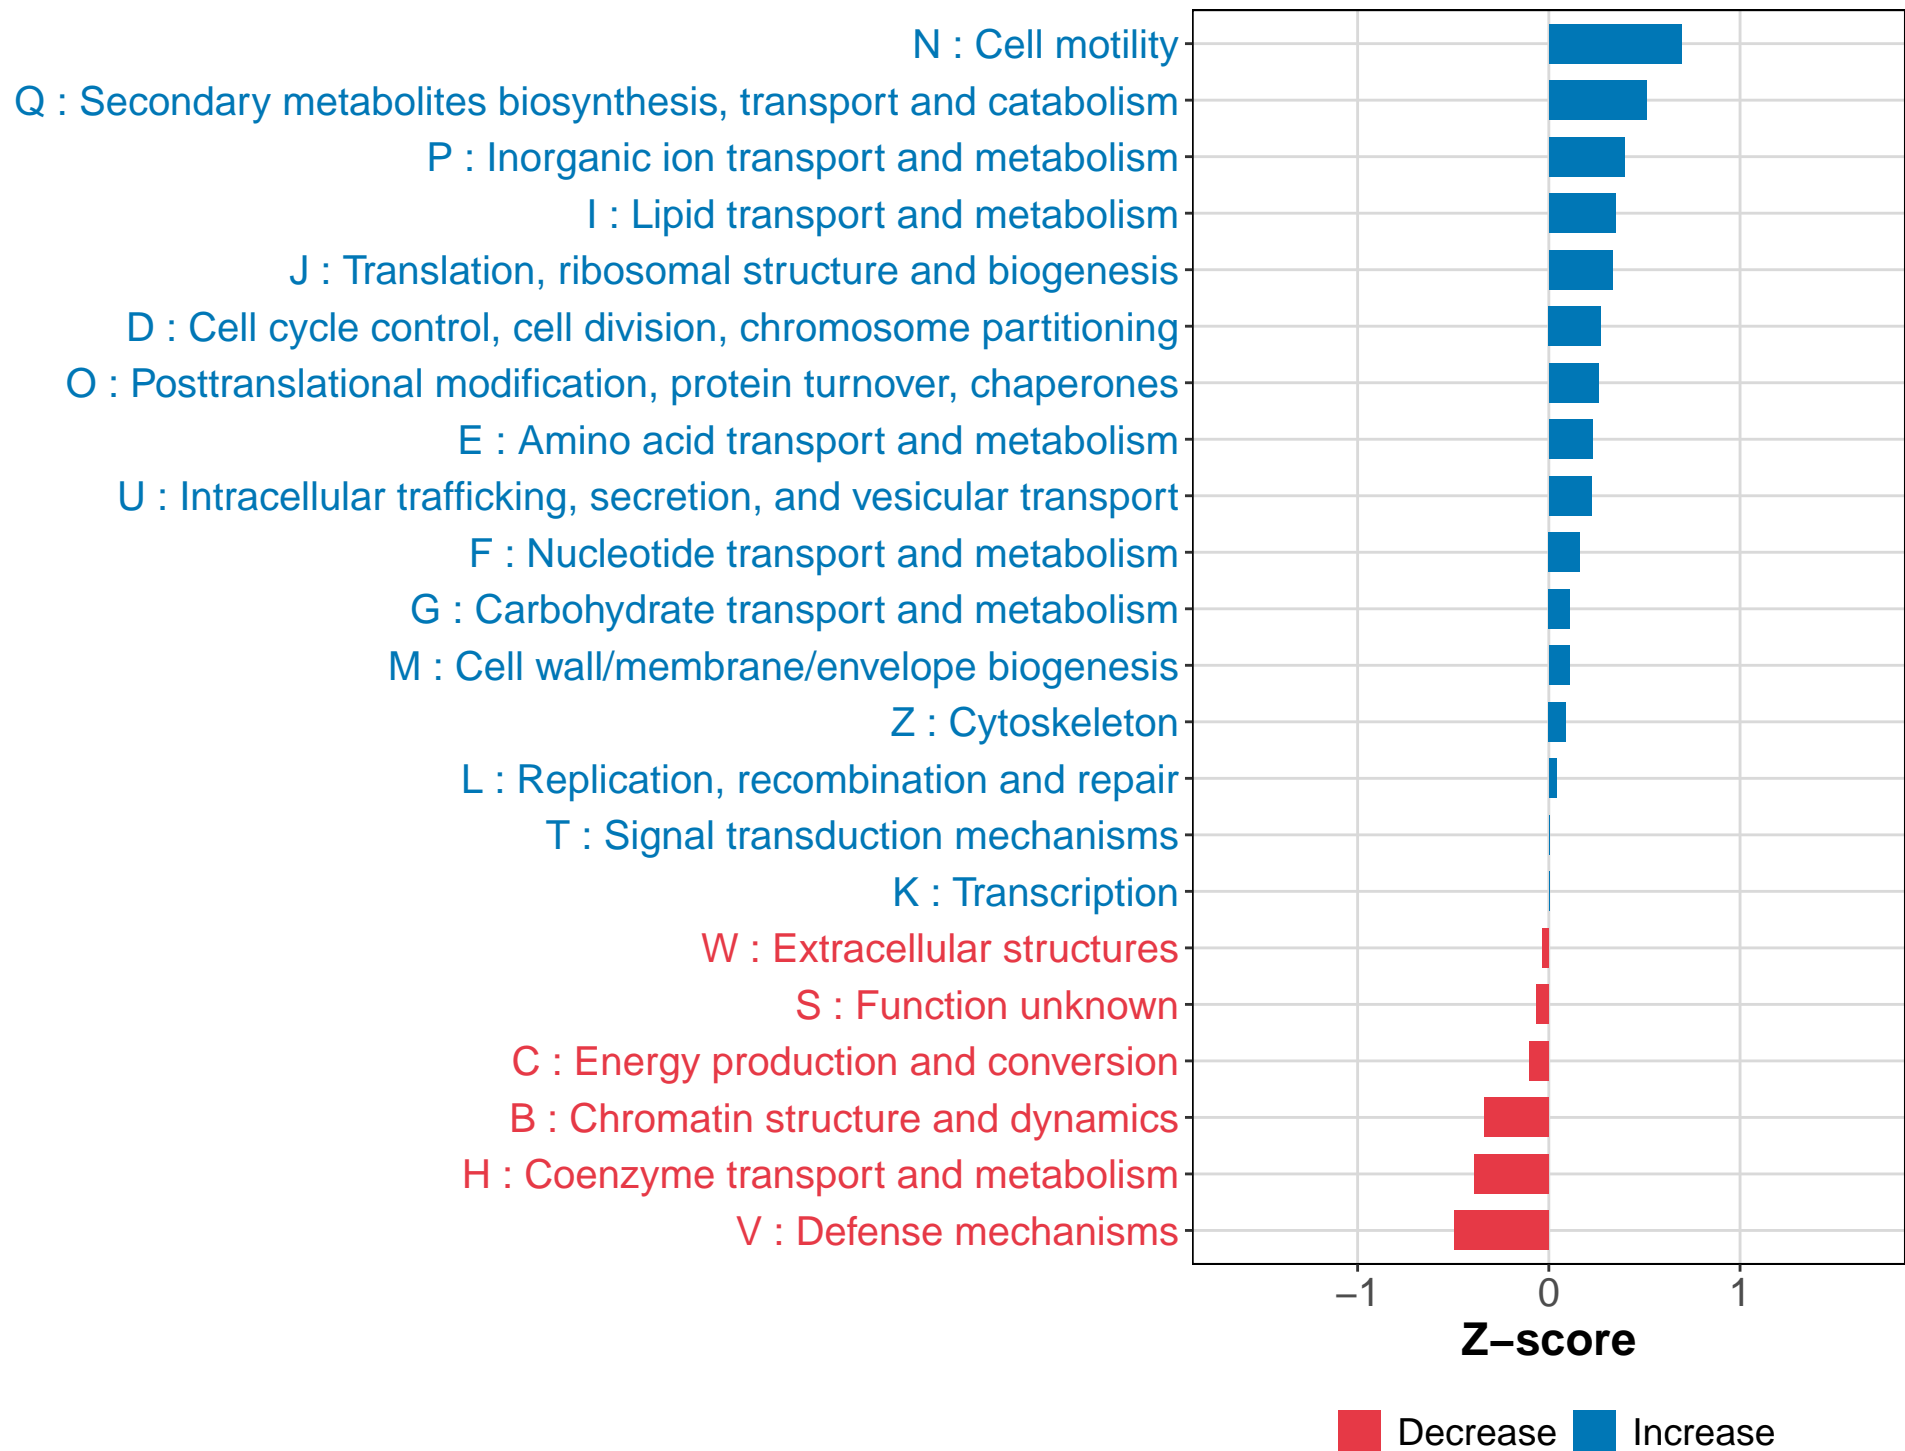 N : Cell motility
Q : Secondary metabolites biosynthesis, transport and catabolism
P : Inorganic ion transport and metabolism
I : Lipid transport and metabolism
J : Translation, ribosomal structure and biogenesis
D : Cell cycle control, cell division, chromosome partitioning
O : Posttranslational modification, protein turnover, chaperones
E : Amino acid transport and metabolism
U : Intracellular trafficking, secretion, and vesicular transport
F : Nucleotide transport and metabolism
G : Carbohydrate transport and metabolism
M : Cell wall/membrane/envelope biogenesis
Z : Cytoskeleton
L : Replication, recombination and repair
T : Signal transduction mechanisms
K : Transcription
W : Extracellular structures
S : Function unknown
C : Energy production and conversion
B : Chromatin structure and dynamics
H : Coenzyme transport and metabolism
V : Defense mechanisms
−1 0 1
Z−score
Decrease Increase